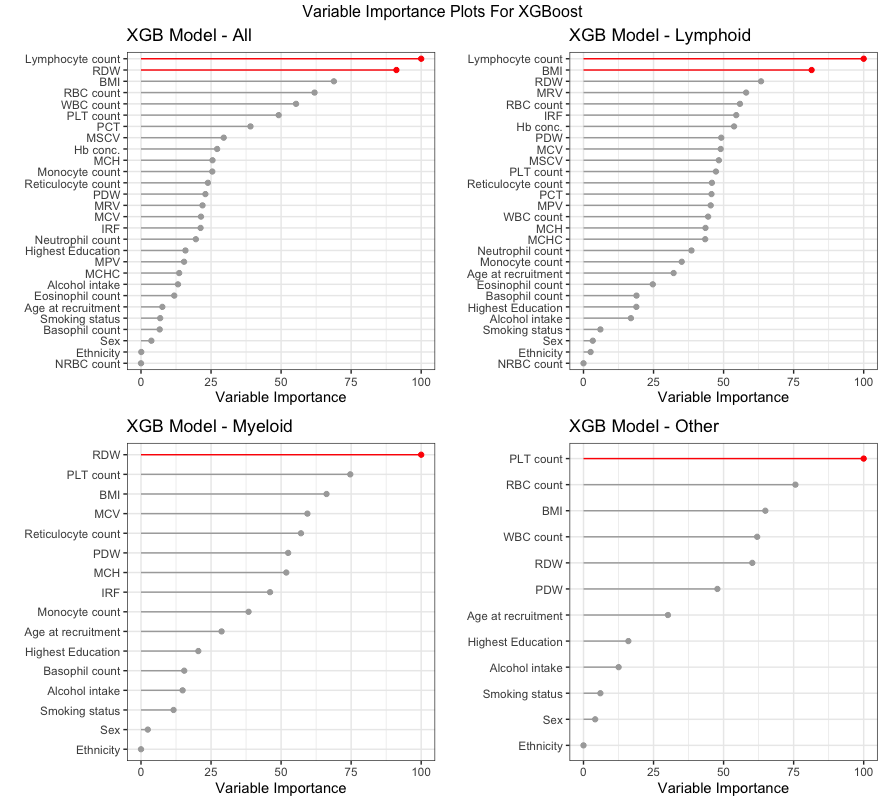 Variable Importance Plots For XGBoost
XGB Model - All
Lymphocyte count
RDW
BMI
RBC count
WBC count
PLT count
PCT
MSCV
Hb conc.
MCH
Monocyte count
Reticulocyte count
PDW
MRV
MCV
IRF
Neutrophil count
Highest Education
MPV
MCHC
Alcohol intake
Eosinophil count
Age at recruitment
Smoking status
Basophil count
Sex
Ethnicity
NRBC count
0 25 50 75 100
Variable Importance
XGB Model - Lymphoid
Lymphocyte count
BMI
RDW
MRV
RBC count
IRF
Hb conc.
PDW
MCV
MSCV
PLT count
Reticulocyte count
PCT
MPV
WBC count
MCH
MCHC
Neutrophil count
Monocyte count
Age at recruitment
Eosinophil count
Basophil count
Highest Education
Alcohol intake
Smoking status
Sex
Ethnicity
NRBC count
0 25 50 75 100
Variable Importance
XGB Model - Myeloid
RDW
PLT count
BMI
MCV
Reticulocyte count
PDW
MCH
IRF
Monocyte count
Age at recruitment
Highest Education
Basophil count
Alcohol intake
Smoking status
Sex
Ethnicity
0 25 50 75 100
Variable Importance
XGB Model - Other
PLT count
RBC count
BMI
WBC count
RDW
PDW
Age at recruitment
Highest Education
Alcohol intake
Smoking status
Sex
Ethnicity
0 25 50 75 100
Variable Importance